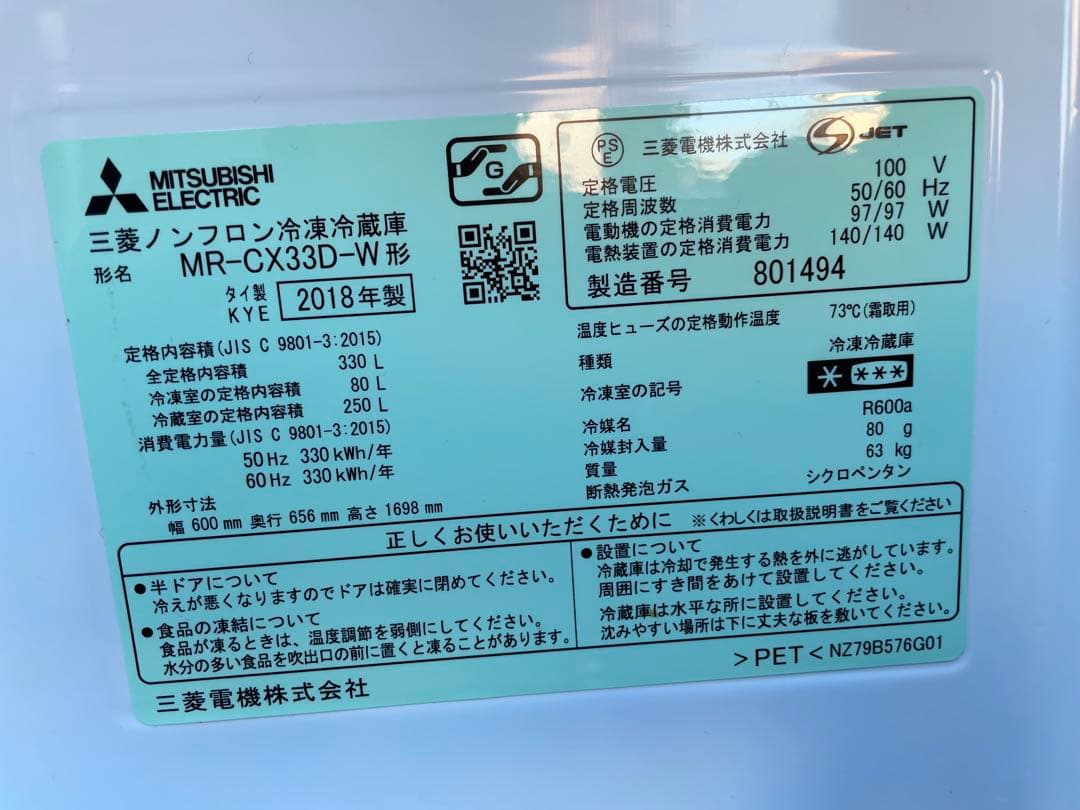 MITSUBISHI
ELECTRIC
三菱ノンフロン冷凍冷蔵庫
形名 MR-CX33D-W形
タイ製
KYE
2018年製
G
定格内容積(JIS C 9801-3:2015)
全定格内容積 330 L
冷凍室の定格内容積 80 L
冷蔵室の定格内容積 250 L
消費電力量(JIS C 9801-3:2015)
50Hz 330kWh/年
60Hz 330kWh/年
外形寸法
幅 600mm 奥行 656mm 高さ 1698mm
PS
E
三菱電機株式会社
S JET
定格電圧 100 V
定格周波数 50/60 Hz
電動機の定格消費電力 97/97 W
電熱装置の定格消費電力 140/140 W
製造番号 801494
温度ヒューズの定格動作温度 73℃(霜取用)
種類 冷凍冷蔵庫
冷凍室の記号 * ***
冷媒名 R600a
冷媒封入量 80 g
質量 63 kg
断熱発泡ガス シクロペンタン
正しくお使いいただくために ※くわしくは取扱説明書をご覧ください
●半ドアについて
冷えが悪くなりますのでドアは確実に閉めてください。
●食品の凍結について
食品が凍るときは、温度調節を弱側にしてください。
水分の多い食品を吹出口の前に置くと凍ることがあります。
●設置について
冷蔵庫は冷却で発生する熱を外に逃がしています。
周囲にすき間をあけて設置してください。
冷蔵庫は水平な所に設置してください。
沈みやすい場所は下に丈夫な板を敷いてください。
三菱電機株式会社
>PET< NZ79B576G01